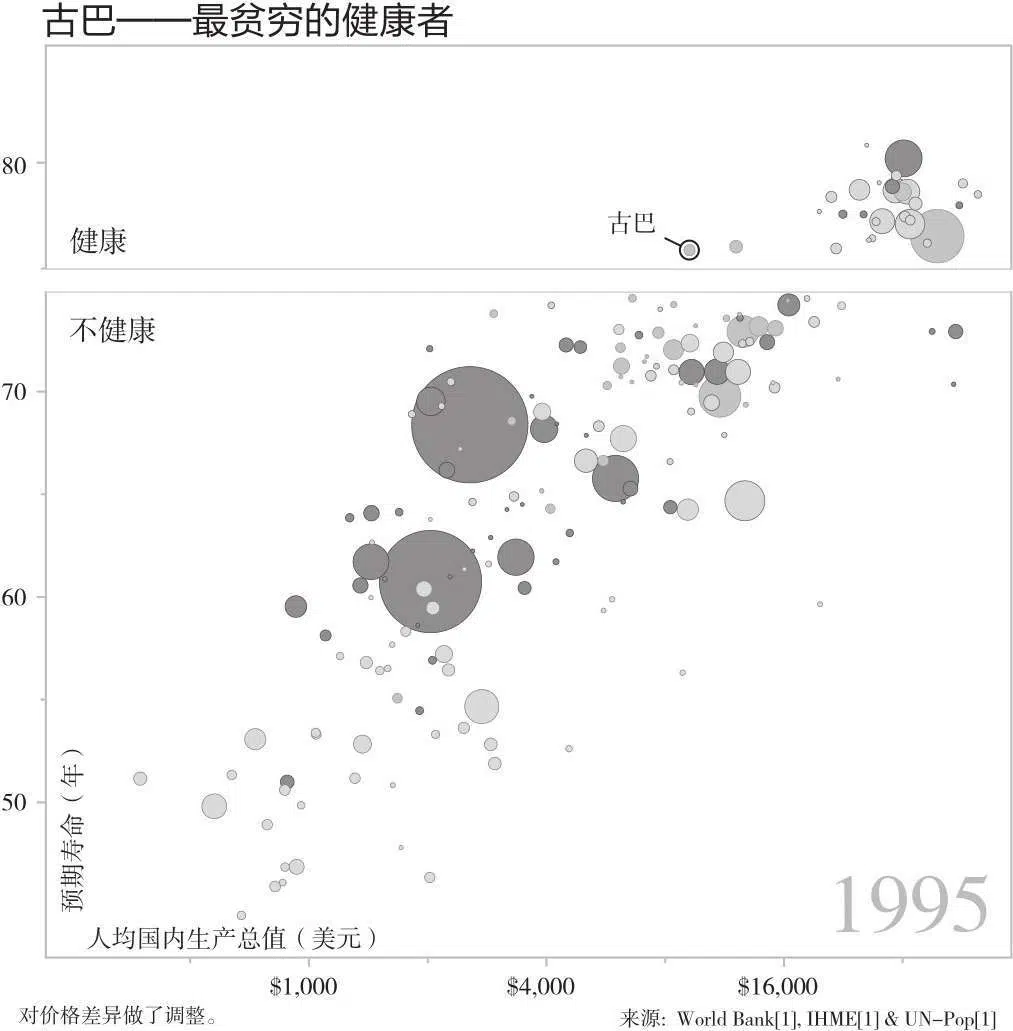 古巴——最贫穷的健康者
80
健康
古巴
不健康
70
60
50
预期寿命（年）
1995
人均国内生产总值（美元）
$1,000
$4,000
$16,000
对价格差异做了调整。
来源: World Bank[1], IHME[1] & UN-Pop[1]